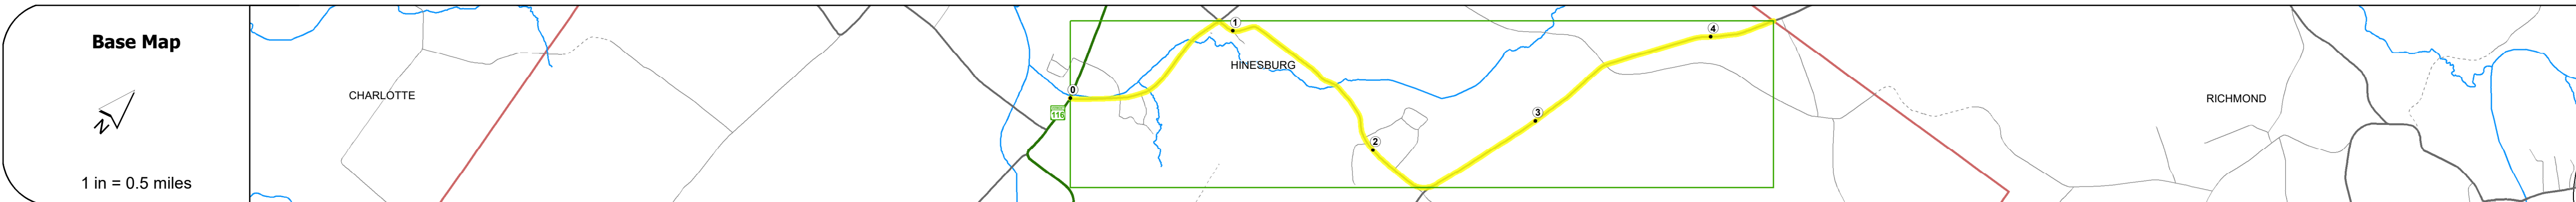 Base Map
N
1 in = 0.5 miles
CHARLOTTE
116
0
1
HINESBURG
2
3
4
RICHMOND